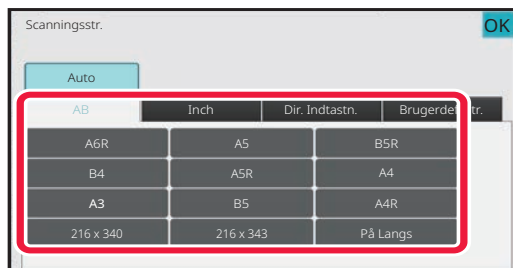 Scanningsstr. OK
Auto
AB Inch Dir. Indtastn. Brugerdef. str.
A6R A5 B5R
B4 A5R A4
A3 B5 A4R
216 x 340 216 x 343 På Langs